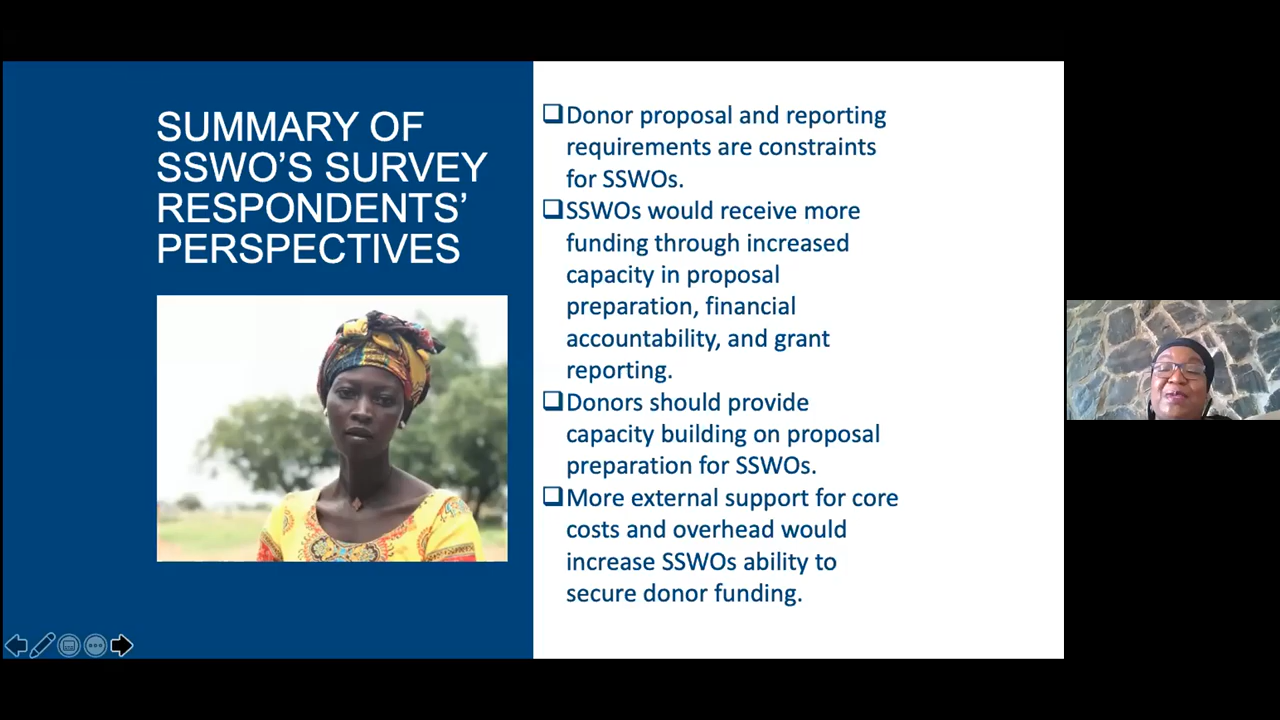 SUMMARY OF
SSWO'S SURVEY
RESPONDENTS'
PERSPECTIVES
❑Donor proposal and reporting
requirements are constraints
for SSWOs.
❑SSWOs would receive more
funding through increased
capacity in proposal
preparation, financial
accountability, and grant
reporting.
❑Donors should provide
capacity building on proposal
preparation for SSWOs.
❑More external support for core
costs and overhead would
increase SSWOs ability to
secure donor funding.